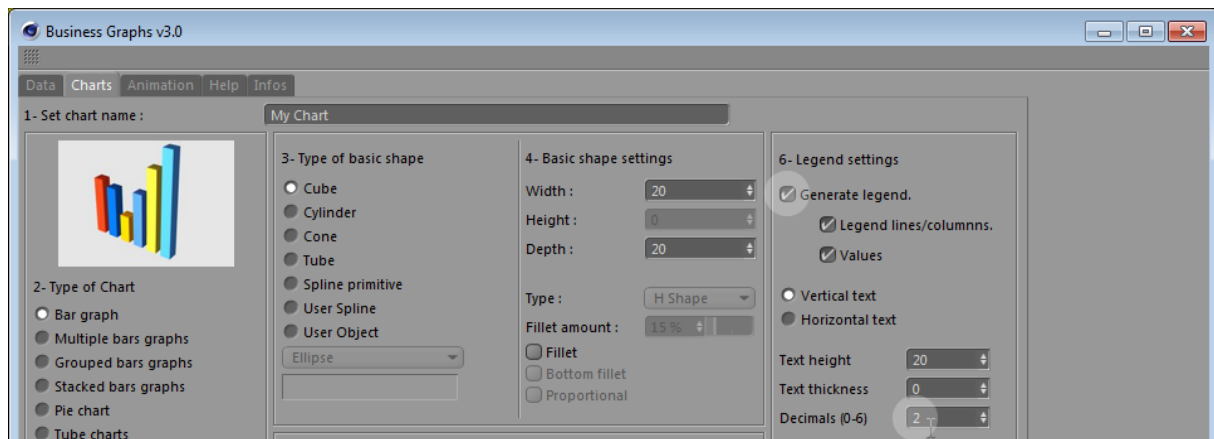 Business Graphs v3.0
Data Charts Animation Help Infos
1- Set chart name :
My Chart
2- Type of Chart
Bar graph
Multiple bars graphs
Grouped bars graphs
Stacked bars graphs
Pie chart
Tube charts
3- Type of basic shape
Cube
Cylinder
Cone
Tube
Spline primitive
User Spline
User Object
Ellipse
4- Basic shape settings
Width : 20
Height : 0
Depth : 20
Type : H Shape
Fillet amount : 15 %
Fillet
Bottom fillet
Proportional
6- Legend settings
Generate legend.
Legend lines/columnns.
Values
Vertical text
Horizontal text
Text height 20
Text thickness 0
Decimals (0-6) 2